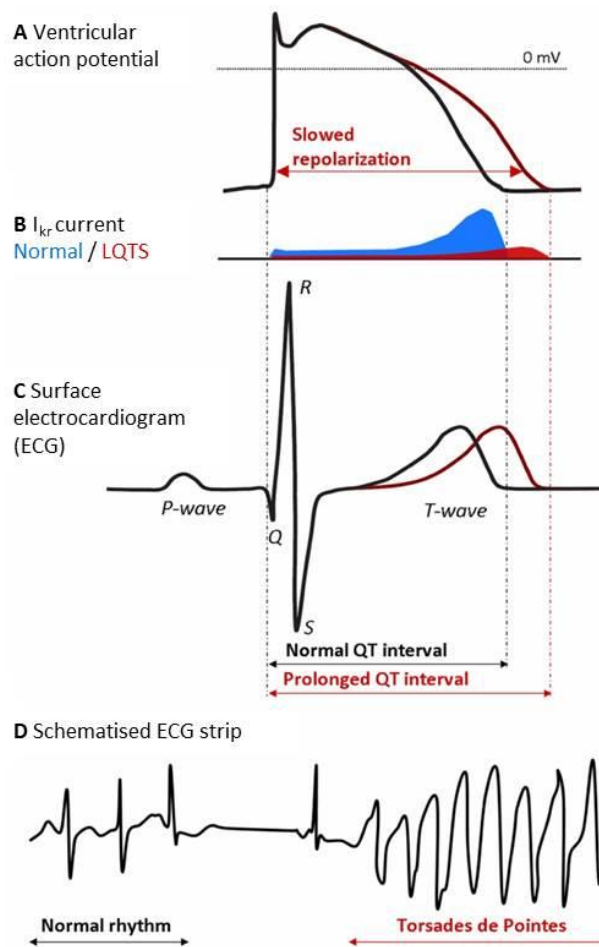 A Ventricular
action potential
0 mV
Slowed
repolarization
B Ikr current
Normal / LQTS
R
C Surface
electrocardiogram
(ECG)
P-wave
T-wave
Q
S
Normal QT interval
Prolonged QT interval
D Schematised ECG strip
Normal rhythm
Torsades de Pointes